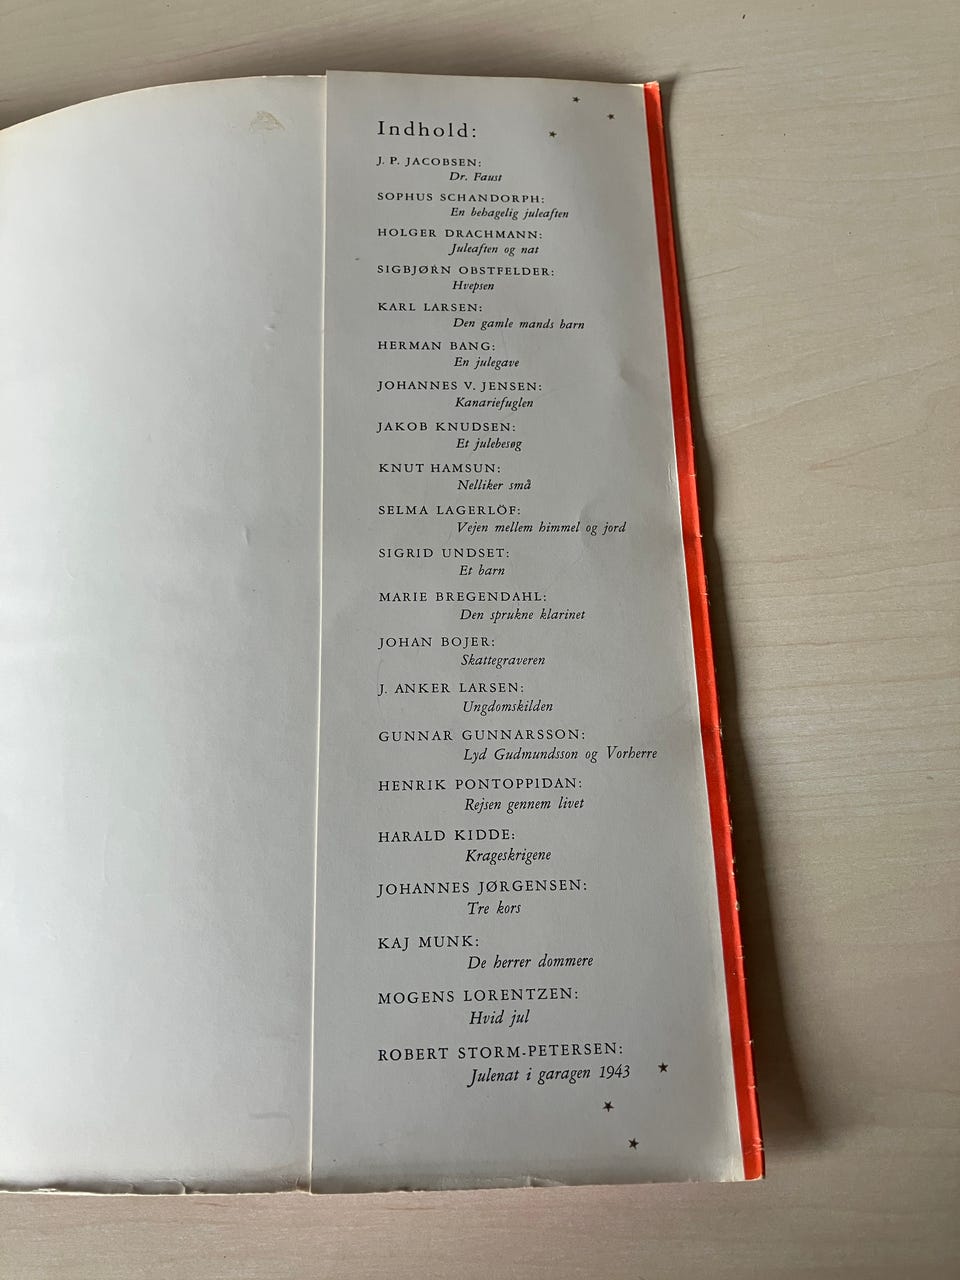 Indhold:
J. P. JACOBSEN:
Dr. Faust
SOPHUS SCHANDORPH:
En behagelig juleaften
HOLGER DRACHMANN:
Juleaften og nat
SIGBJØRN OBSTFELDER:
Hvepsen
KARL LARSEN:
Den gamle mands barn
HERMAN BANG:
En julegave
JOHANNES V. JENSEN:
Kanariefuglen
JAKOB KNUDSEN:
Et julebesøg
KNUT HAMSUN:
Nelliker små
SELMA LAGERLÖF:
Vejen mellem himmel og jord
SIGRID UNDSET:
Et barn
MARIE BREGENDAHL:
Den sprukne klarinet
JOHAN BOJER:
Skattegraveren
J. ANKER LARSEN:
Ungdomskilden
GUNNAR GUNNARSSON:
Lyd Gudmundsson og Vorherre
HENRIK PONTOPPIDAN:
Rejsen gennem livet
HARALD KIDDE:
Krageskrigene
JOHANNES JØRGENSEN:
Tre kors
KAJ MUNK:
De herrer dommere
MOGENS LORENTZEN:
Hvid jul
ROBERT STORM-PETERSEN:
Julenat i garagen 1943